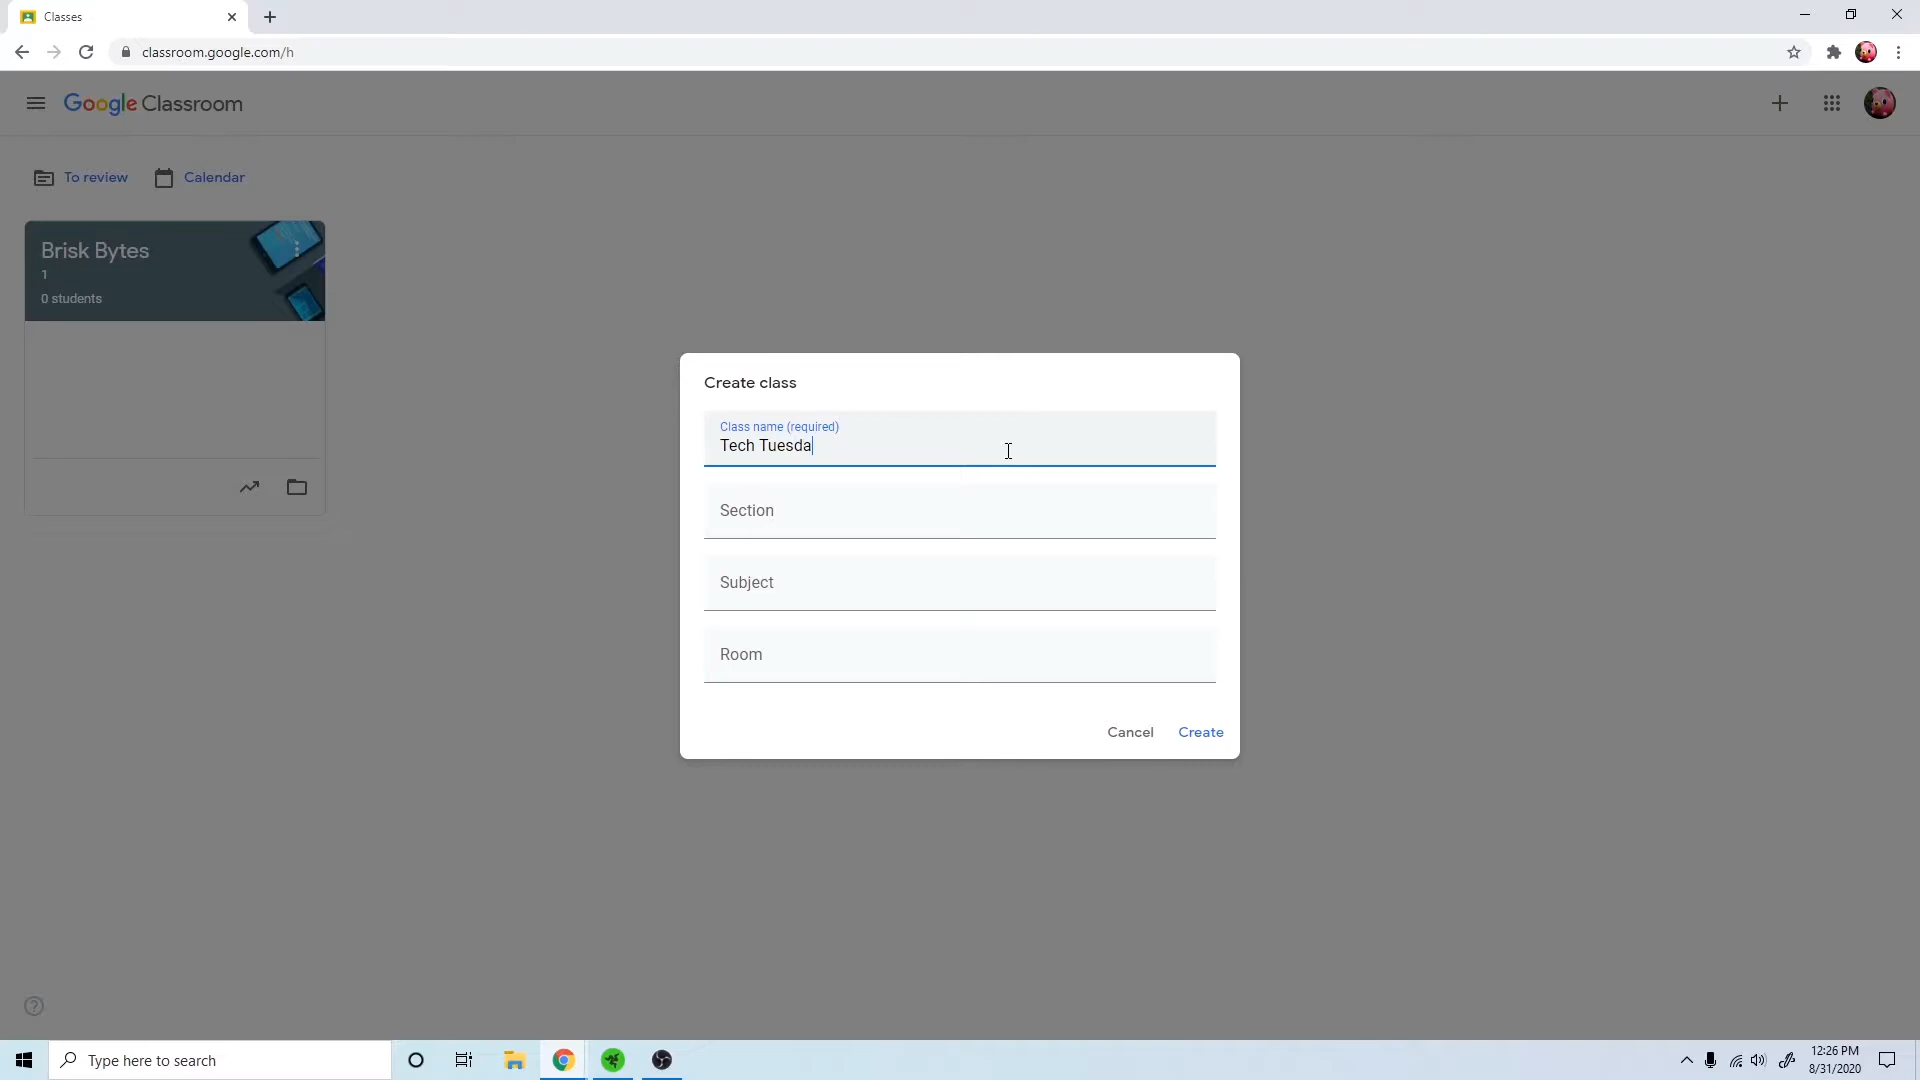 Classes
classroom.google.com/h
Google Classroom
To review
Calendar
Brisk Bytes
1
0 students
Create class
Class name (required)
Tech Tuesda
Section
Subject
Room
Cancel
Create
Type here to search
12:26 PM
8/31/2020